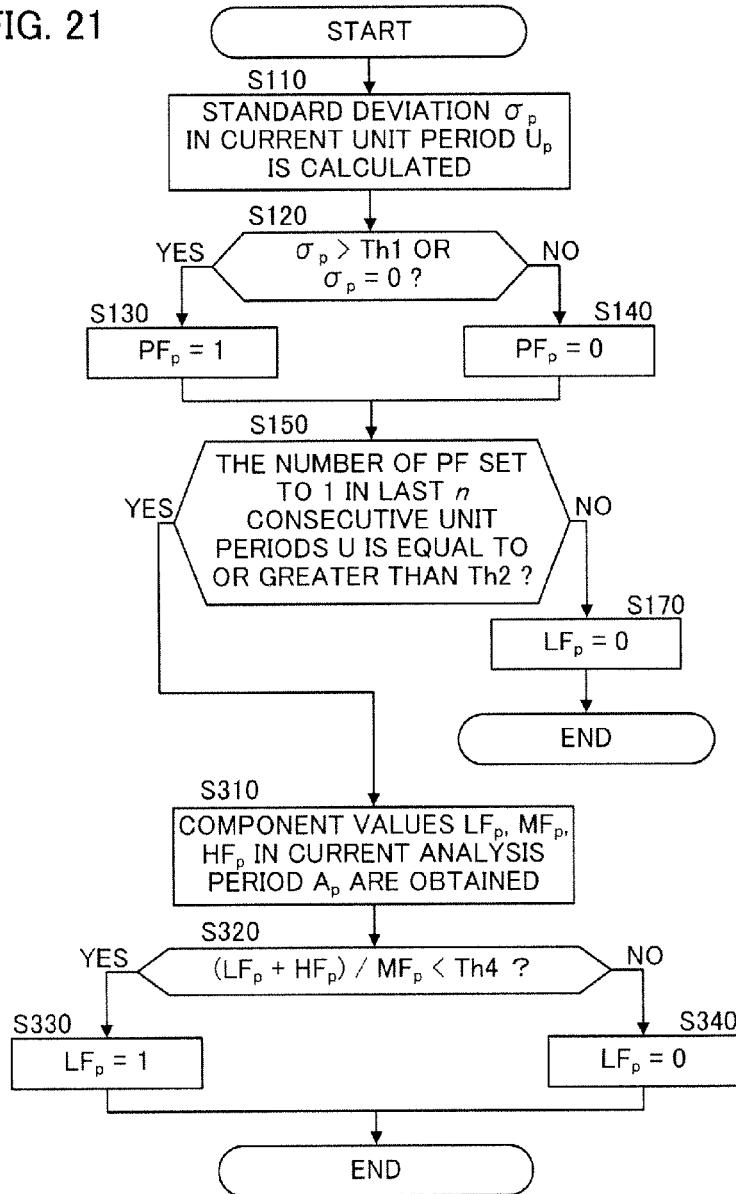 FIG. 21
START
S110
STANDARD DEVIATION σp
IN CURRENT UNIT PERIOD Up
IS CALCULATED
S120
YES
σp > Th1 OR
σp = 0 ?
NO
S130
PFp = 1
S140
PFp = 0
S150
YES
THE NUMBER OF PF SET
TO 1 IN LAST n
CONSECUTIVE UNIT
PERIODS U IS EQUAL TO
OR GREATER THAN Th2 ?
NO
S170
LFp = 0
END
S310
COMPONENT VALUES LFp, MFp,
HFp IN CURRENT ANALYSIS
PERIOD Ap ARE OBTAINED
S320
YES
(LFp + HFp) / MFp < Th4 ?
NO
S330
LFp = 1
S340
LFp = 0
END